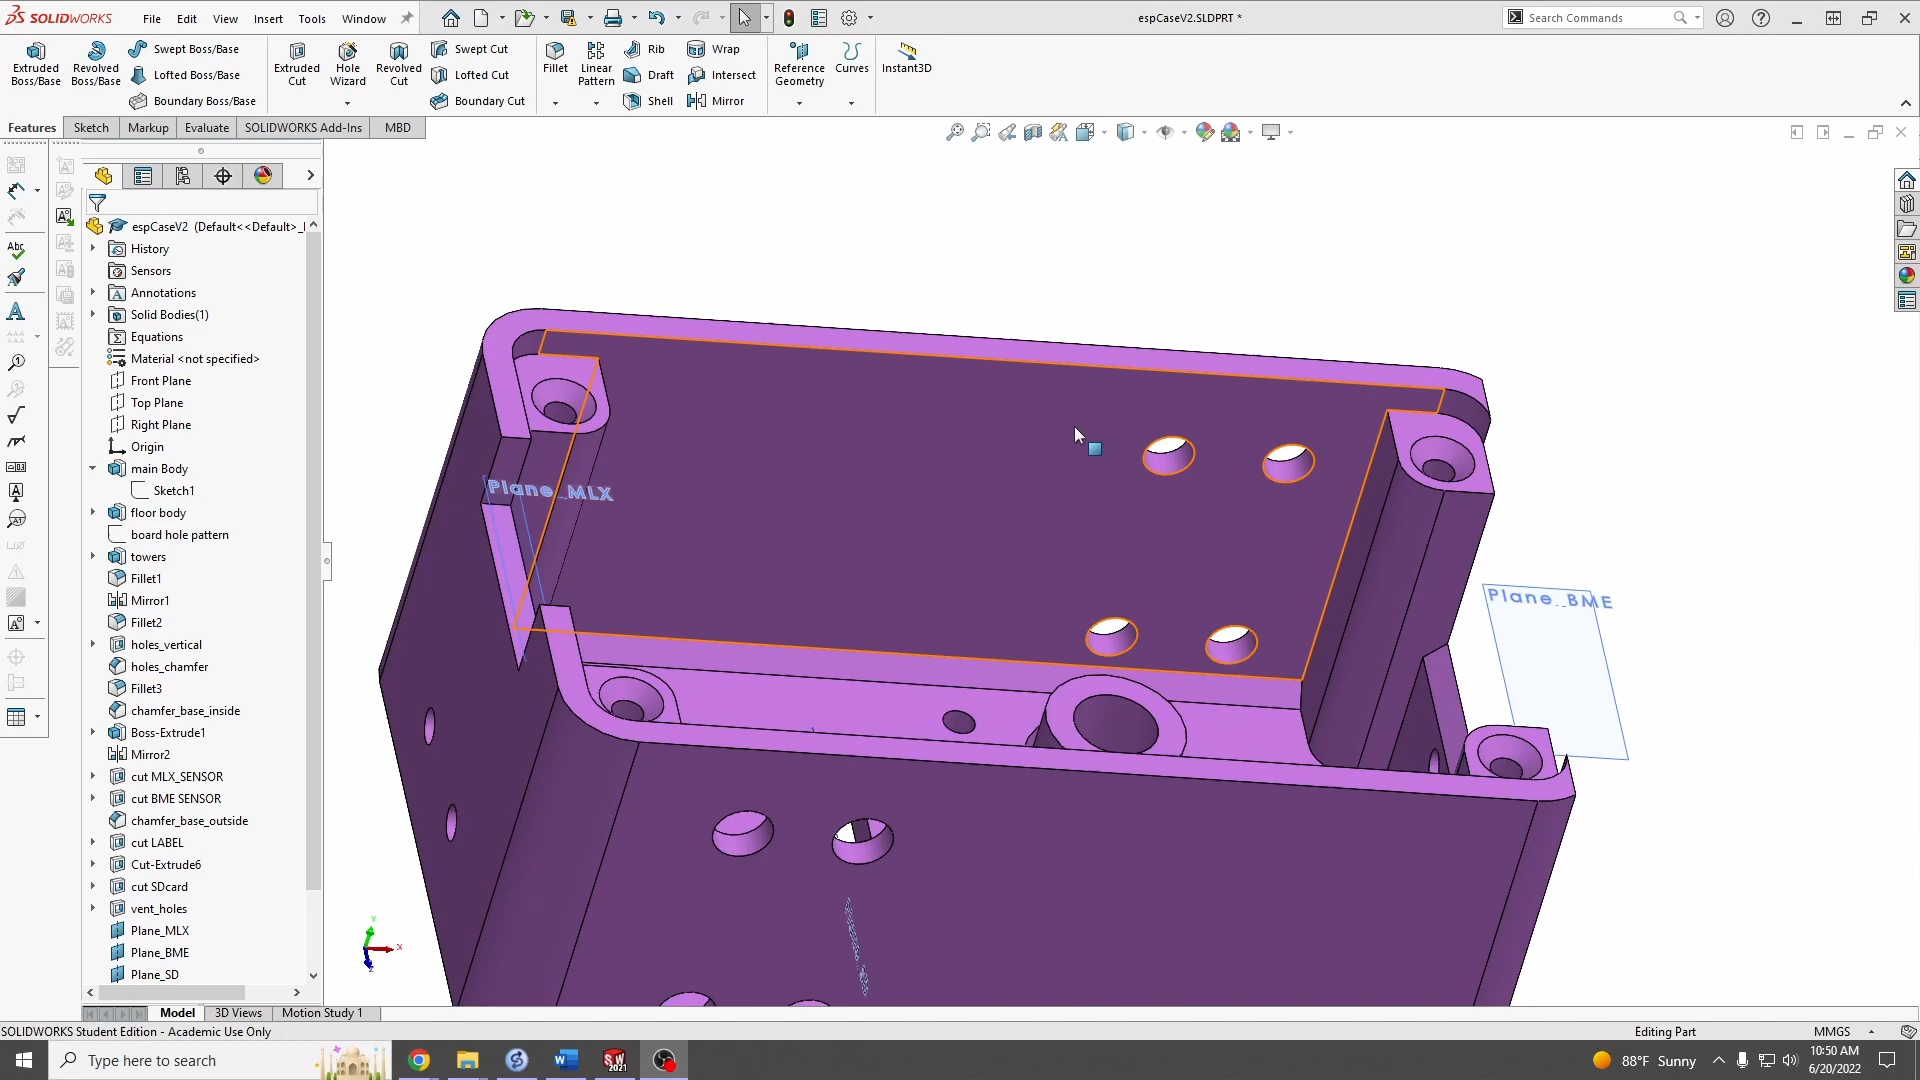 SOLIDWORKS
File Edit View Insert Tools Window
espCaseV2.SLDPRT *
Search Commands
Extruded Boss/Base
Revolved Boss/Base
Swept Boss/Base
Lofted Boss/Base
Boundary Boss/Base
Extruded Cut
Hole Wizard
Revolved Cut
Swept Cut
Lofted Cut
Boundary Cut
Fillet
Linear Pattern
Rib
Draft
Shell
Wrap
Intersect
Mirror
Reference Geometry
Curves
Instant3D
Features Sketch Markup Evaluate SOLIDWORKS Add-Ins MBD
espCaseV2 (Default<<Default>_
History
Sensors
Annotations
Solid Bodies(1)
Equations
Material <not specified>
Front Plane
Top Plane
Right Plane
Origin
main Body
Sketch1
floor body
board hole pattern
towers
Fillet1
Mirror1
Fillet2
holes_vertical
holes_chamfer
Fillet3
chamfer_base_inside
Boss-Extrude1
Mirror2
cut MLX_SENSOR
cut BME SENSOR
chamfer_base_outside
cut LABEL
Cut-Extrude6
cut SDcard
vent_holes
Plane_MLX
Plane_BME
Plane_SD
Abc
Plane_MLX
Plane_BME
Y
X
Z
Model 3D Views Motion Study 1
SOLIDWORKS Student Edition - Academic Use Only
Editing Part
MMGS
Type here to search
SW 2021
88°F Sunny
10:50 AM
6/20/2022